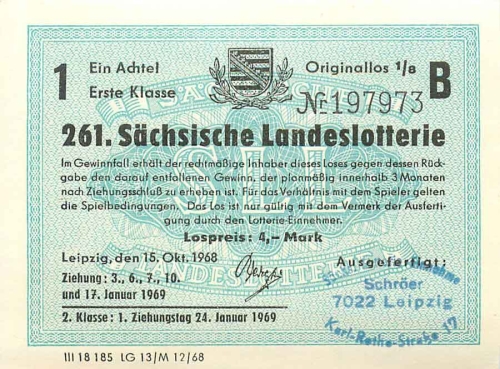 1 Ein Achtel Originallos 1/8 B
Erste Klasse Nr. 197973
261. Sächsische Landeslotterie
Im Gewinnfall erhält der rechtmäßige Inhaber dieses Loses gegen dessen Rück-
gabe den darauf entfallenen Gewinn, der planmäßig innerhalb 3 Monaten
nach Ziehungsschluß zu erheben ist. Für das Verhältnis mit dem Spieler gelten
die Spielbedingungen. Das Los ist nur gültig mit dem Vermerk der Ausferti-
gung durch den Lotterie-Einnehmer.
Lospreis: 4,– Mark
Leipzig, den 15. Okt. 1968 Ausgefertigt:
Ziehung: 3., 6., 7., 10.
und 17. Januar 1969
2. Klasse: 1. Ziehungstag 24. Januar 1969
Schröer
7022 Leipzig
Karl-Rothe-Straße 17
III 18 185 LG 13/M 12/68